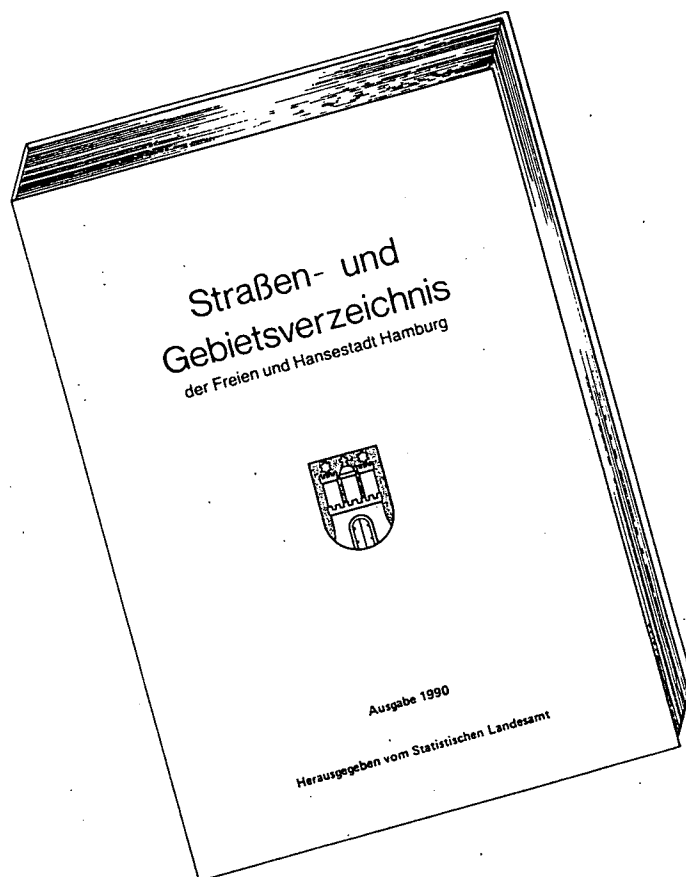 Straßen- und
Gebietsverzeichnis
der Freien und Hansestadt Hamburg
Ausgabe 1990
Herausgegeben vom Statistischen Landesamt